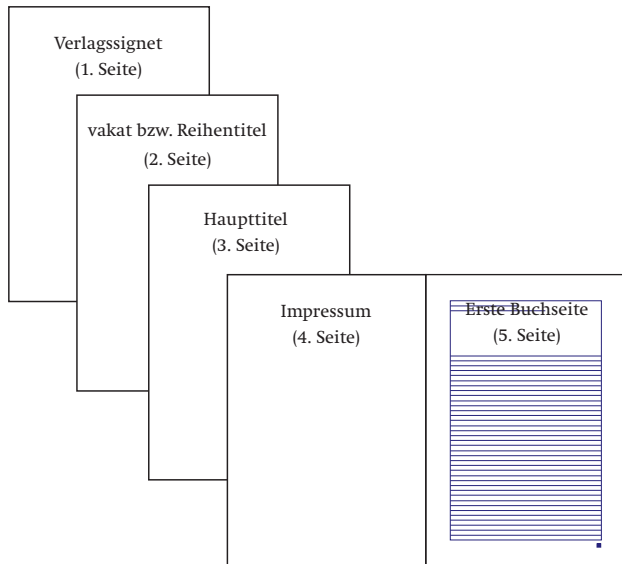 Verlagssignet
(1. Seite)
vakat bzw. Reihentitel
(2. Seite)
Haupttitel
(3. Seite)
Impressum
(4. Seite)
Erste Buchseite
(5. Seite)